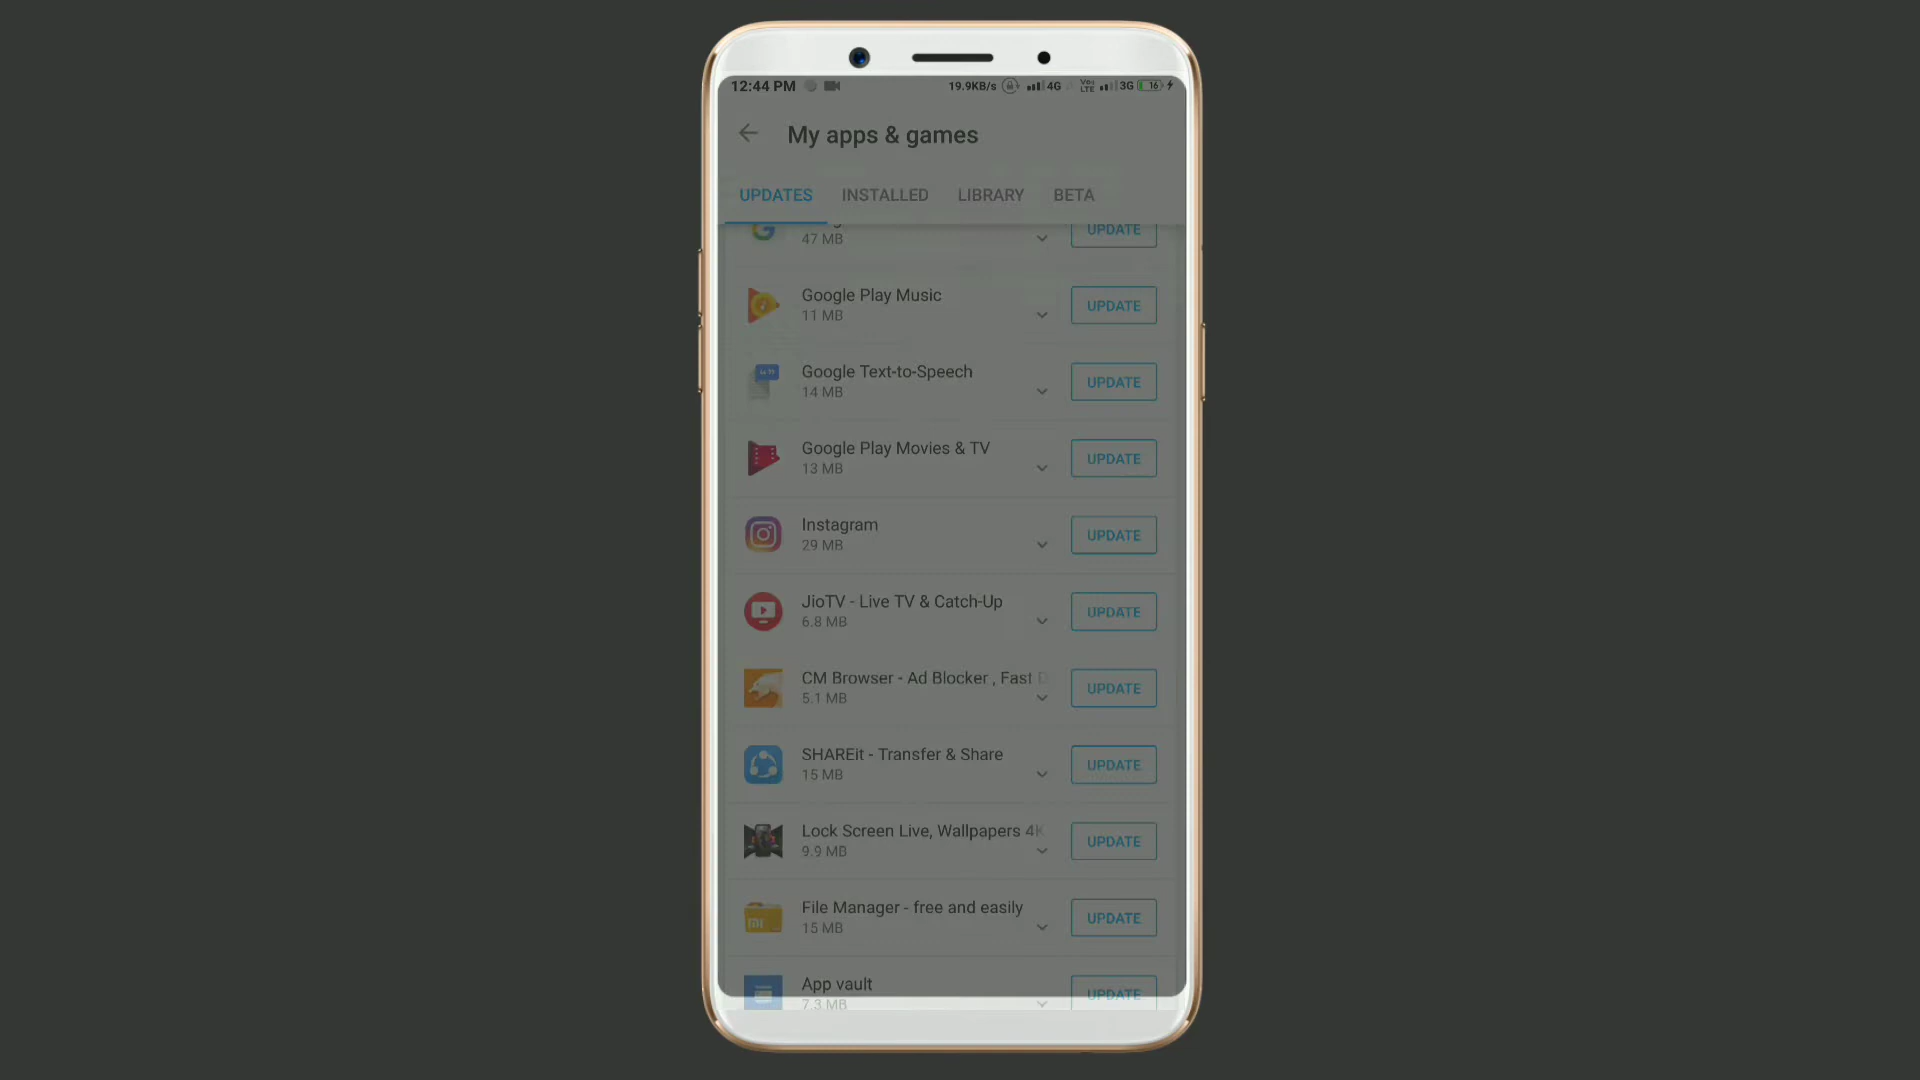 12:44 PM 19.9KB/s 4G Vo) LTE 3G 16
My apps & games
UPDATES INSTALLED LIBRARY BETA
47 MB UPDATE
Google Play Music
11 MB UPDATE
Google Text-to-Speech
14 MB UPDATE
Google Play Movies & TV
13 MB UPDATE
Instagram
29 MB UPDATE
JioTV - Live TV & Catch-Up
6.8 MB UPDATE
CM Browser - Ad Blocker , Fast D
5.1 MB UPDATE
SHAREit - Transfer & Share
15 MB UPDATE
Lock Screen Live, Wallpapers 4K
9.9 MB UPDATE
mi
File Manager - free and easily
15 MB UPDATE
App vault
7.3 MB UPDATE